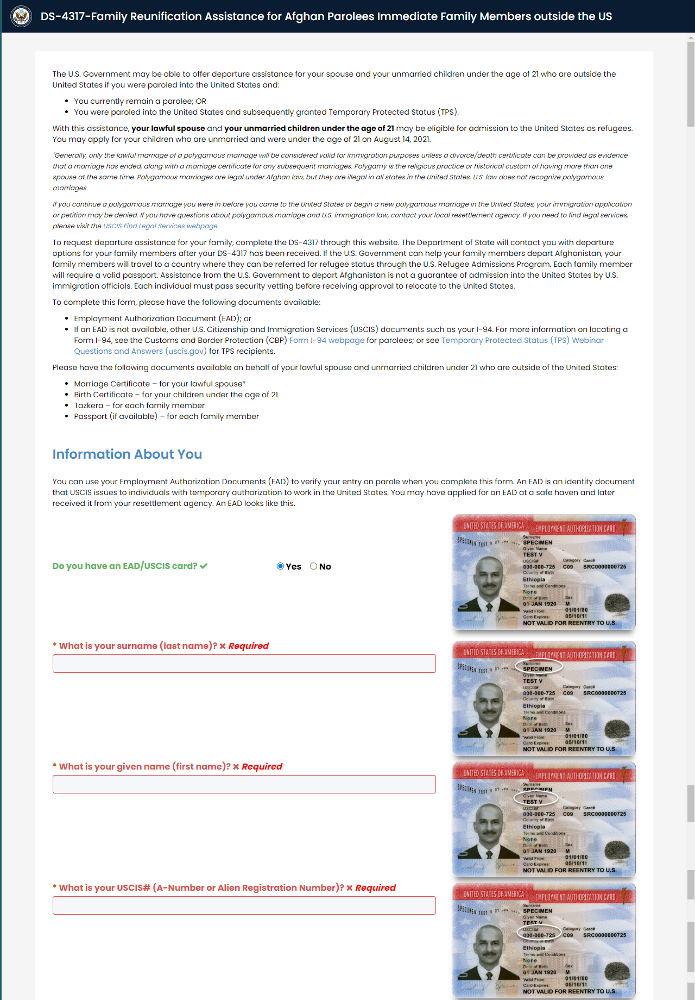 DS-4317-Family Reunification Assistance for Afghan Parolees Immediate Family Members outside the US
The U.S. Government may be able to offer departure assistance for your spouse and your unmarried children under the age of 21 who are outside the
United States if you were paroled into the United States and:
• You currently remain a parolee; OR
• You were paroled into the United States and subsequently granted Temporary Protected Status (TPS).
With this assistance, your lawful spouse and your unmarried children under the age of 21 may be eligible for admission to the United States as refugees.
You may apply for your children who are unmarried and were under the age of 21 on August 14, 2021.
"Generally, only the lawful marriage of a polygamous marriage will be considered valid for immigration purposes unless a divorce/death certificate can be provided as evidence
that a marriage has ended, along with a marriage certificate for any subsequent marriages. Polygamy is the religious practice or historical custom of having more than one
spouse at the same time. Polygamous marriages are legal under Afghan law, but they are illegal in all states in the United States. U.S. law does not recognize polygamous
marriages.
If you continue a polygamous marriage you were in before you came to the United States or begin a new polygamous marriage in the United States, your immigration application
or petition may be denied. If you have questions about polygamous marriage and U.S. immigration law, contact your local resettlement agency. If you need to find legal services,
please visit the USCIS Find Legal Services webpage.
To request departure assistance for your family, complete the DS-4317 through this website. The Department of State will contact you with departure
options for your family members after your DS-4317 has been received. If the U.S. Government can help your family members depart Afghanistan, your
family members will travel to a country where they can be referred for refugee status through the U.S. Refugee Admissions Program. Each family member
will require a valid passport. Assistance from the U.S. Government to depart Afghanistan is not a guarantee of admission into the United States by U.S.
immigration officials. Each individual must pass security vetting before receiving approval to relocate to the United States.
To complete this form, please have the following documents available:
• Employment Authorization Document (EAD); or
• If an EAD is not available, other U.S. Citizenship and Immigration Services (USCIS) documents such as your I-94. For more information on locating a
Form I-94, see the Customs and Border Protection (CBP) Form I-94 webpage for parolees; or see Temporary Protected Status (TPS) Webinar
Questions and Answers (uscis.gov) for TPS recipients.
Please have the following documents available on behalf of your lawful spouse and unmarried children under 21 who are outside of the United States:
• Marriage Certificate – for your lawful spouse*
• Birth Certificate – for your children under the age of 21
• Tazkera – for each family member
• Passport (if available) – for each family member
Information About You
You can use your Employment Authorization Documents (EAD) to verify your entry on parole when you complete this form. An EAD is an identity document
that USCIS issues to individuals with temporary authorization to work in the United States. You may have applied for an EAD at a safe haven and later
received it from your resettlement agency. An EAD looks like this.
Do you have an EAD/USCIS card? ✔ Yes No
UNITED STATES OF AMERICA EMPLOYMENT AUTHORIZATION CARD
SPECIMEN TEST V 01 JAN
Surname
SPECIMEN
Given Name
TEST V
USCIS# Category Card#
000-000-725 C09 SRC0000000725
Country of Birth
Ethiopia
Terms and Conditions
None
Date of Birth Sex
01 JAN 1920 M
Valid From: 01/01/80
Card Expires: 05/10/11
NOT VALID FOR REENTRY TO U.S.
* What is your surname (last name)? ✖ Required
UNITED STATES OF AMERICA EMPLOYMENT AUTHORIZATION CARD
SPECIMEN TEST V 01 JAN
Surname
SPECIMEN
Given Name
TEST V
USCIS# Category Card#
000-000-725 C09 SRC0000000725
Country of Birth
Ethiopia
Terms and Conditions
None
Date of Birth Sex
01 JAN 1920 M
Valid From: 01/01/80
Card Expires: 05/10/11
NOT VALID FOR REENTRY TO U.S.
* What is your given name (first name)? ✖ Required
UNITED STATES OF AMERICA EMPLOYMENT AUTHORIZATION CARD
SPECIMEN TEST V 01 JAN
Surname
SPECIMEN
Given Name
TEST V
USCIS# Category Card#
000-000-725 C09 SRC0000000725
Country of Birth
Ethiopia
Terms and Conditions
None
Date of Birth Sex
01 JAN 1920 M
Valid From: 01/01/80
Card Expires: 05/10/11
NOT VALID FOR REENTRY TO U.S.
* What is your USCIS# (A-Number or Alien Registration Number)? ✖ Required
UNITED STATES OF AMERICA EMPLOYMENT AUTHORIZATION CARD
SPECIMEN TEST V 01 JAN
Surname
SPECIMEN
Given Name
TEST V
USCIS# Category Card#
000-000-725 C09 SRC0000000725
Country of Birth
Ethiopia
Terms and Conditions
None
Date of Birth Sex
01 JAN 1920 M
Valid From: 01/01/80
Card Expires: 05/10/11
NOT VALID FOR REENTRY TO U.S.